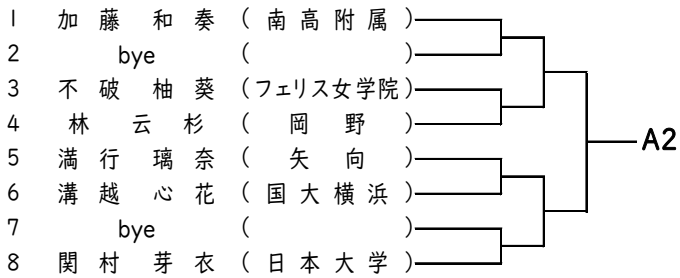 1 加藤 和奏 (南高附属)
2 bye (
3 不破 柚葵 (フェリス女学院)
4 林 云杉 (岡野)
5 満行 璃奈 (矢向)
6 溝越 心花 (国大横浜)
7 bye (
8 関村 芽衣 (日本大学)
A2